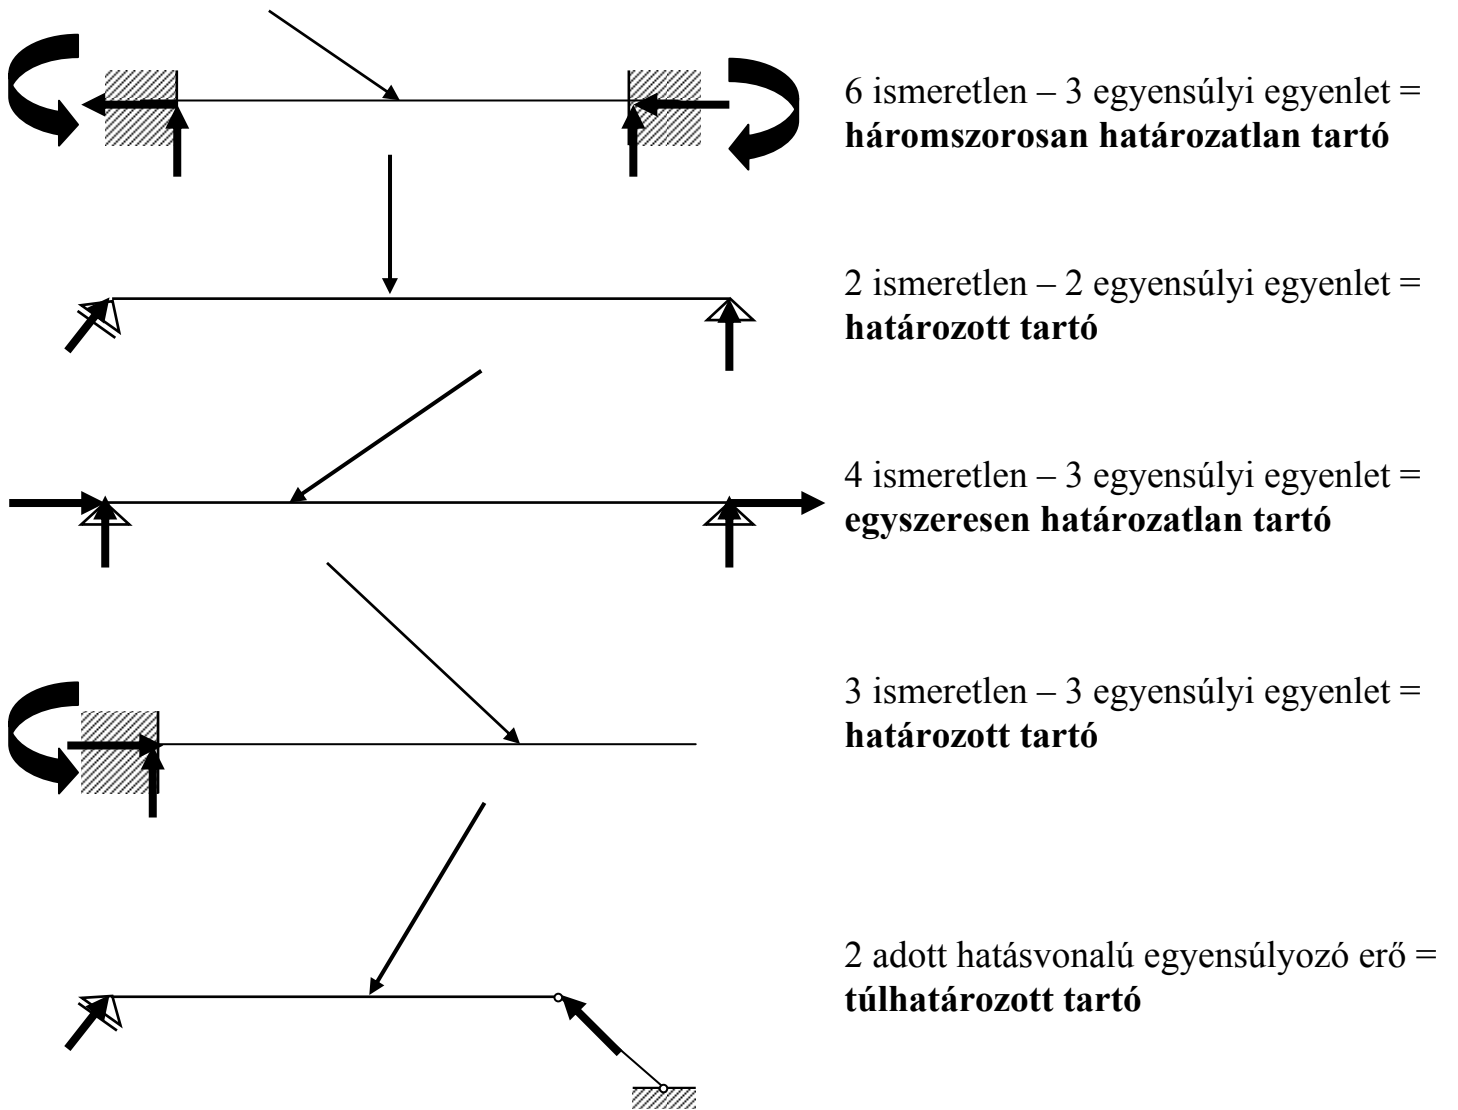 6 ismeretlen – 3 egyensúlyi egyenlet =
háromszorosan határozatlan tartó
2 ismeretlen – 2 egyensúlyi egyenlet =
határozott tartó
4 ismeretlen – 3 egyensúlyi egyenlet =
egyszeresen határozatlan tartó
3 ismeretlen – 3 egyensúlyi egyenlet =
határozott tartó
2 adott hatásvonalú egyensúlyozó erő =
túlhatározott tartó